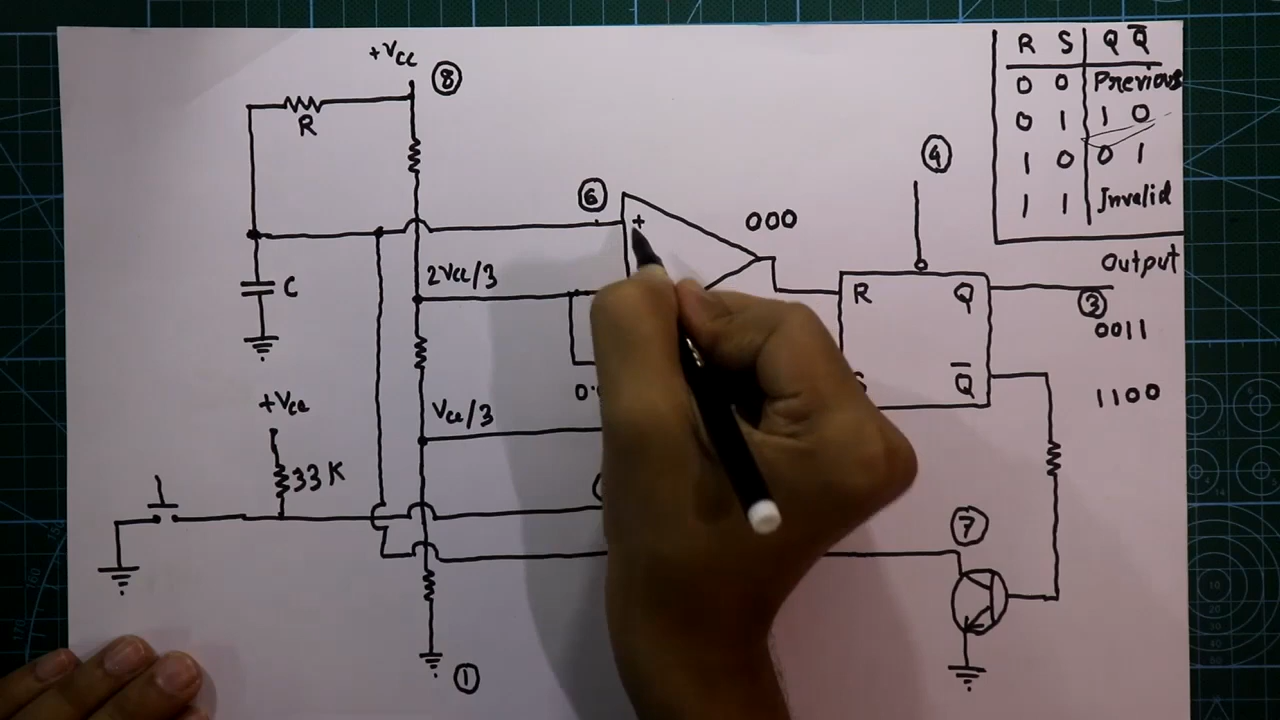 +Vcc
8
R
6
+
000
4
R S Q Q̅
0 0 Previous
0 1 1 0
1 0 0 1
1 1 Invalid
Output
3
0011
1100
C
2Vcc/3
Vcc/3
+Vcc
33K
R Q
Q̅
7
1